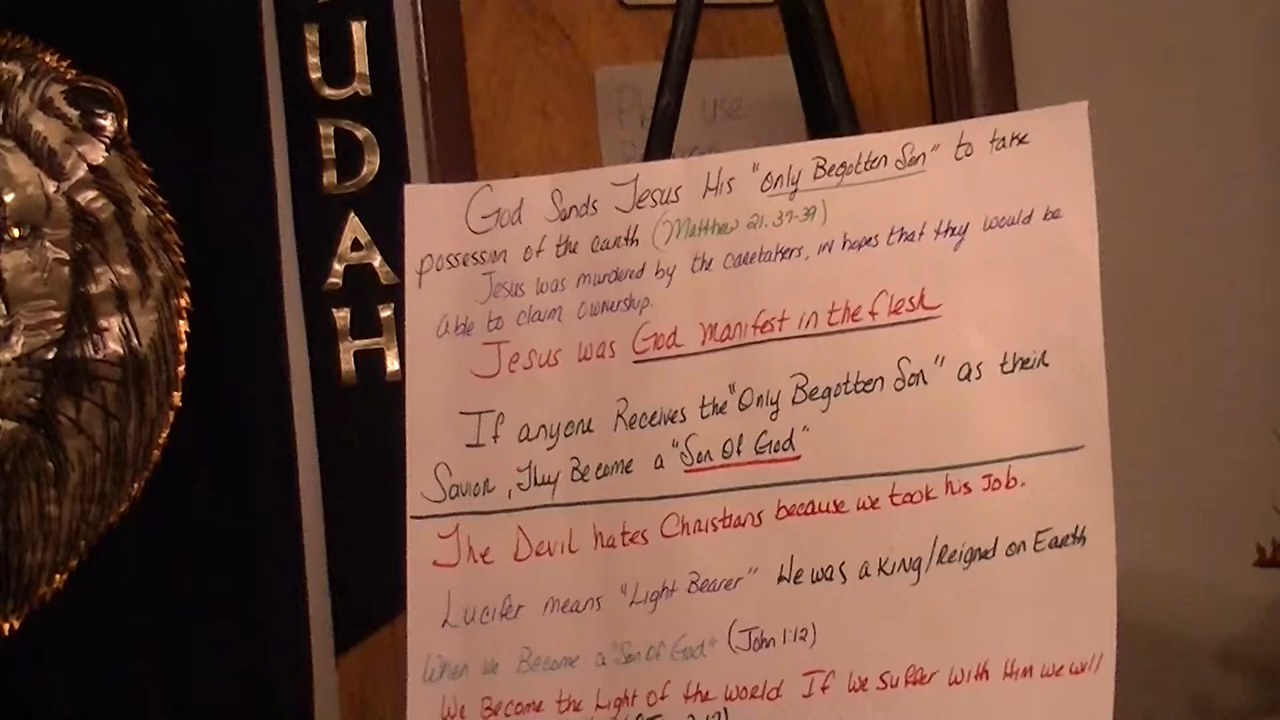 UDAH
Please use
God Sends Jesus His "Only Begotten Son" to take
possession of the earth (Matthew 21:37-39)
Jesus was murdered by the caretakers, in hopes that they would be
able to claim ownership.
Jesus was God manifest in the flesh
If anyone Receives the "Only Begotten Son" as their
Savior, They Become a "Son Of God"
The Devil hates Christians because we took his Job.
Lucifer means "Light Bearer" He was a King/Reigned on Earth
When we Become a "Son Of God" (John 1:12)
We Become the Light of the world If we suffer with Him we will